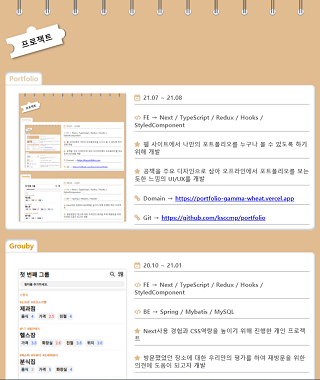 프로젝트
Portfolio
21.07 ~ 21.08
FE → Next / TypeScript / Redux / Hooks /
StyledComponent
웹 사이트에서 나만의 포트폴리오를 누구나 볼 수 있도록 하기
위해 개발
공책을 주요 디자인으로 삼아 오프라인에서 포트폴리오를 보는
듯한 느낌의 UI/UX를 개발
Domain → https://portfolio-gamma-wheat.vercel.app
Git → https://github.com/ksccmp/portfolio
Grouby
첫 번째 그룹
제과점
헬스장
분식집
20.10 ~ 21.01
FE → Next / TypeScript / Redux / Hooks /
StyledComponent
BE → Spring / Mybatis / MySQL
Next사용 경험과 CSS역량을 높이기 위해 진행한 개인 프로젝
트
방문했었던 장소에 대한 우리만의 평가를 하여 재방문을 위한
의견에 도움이 되고자 개발